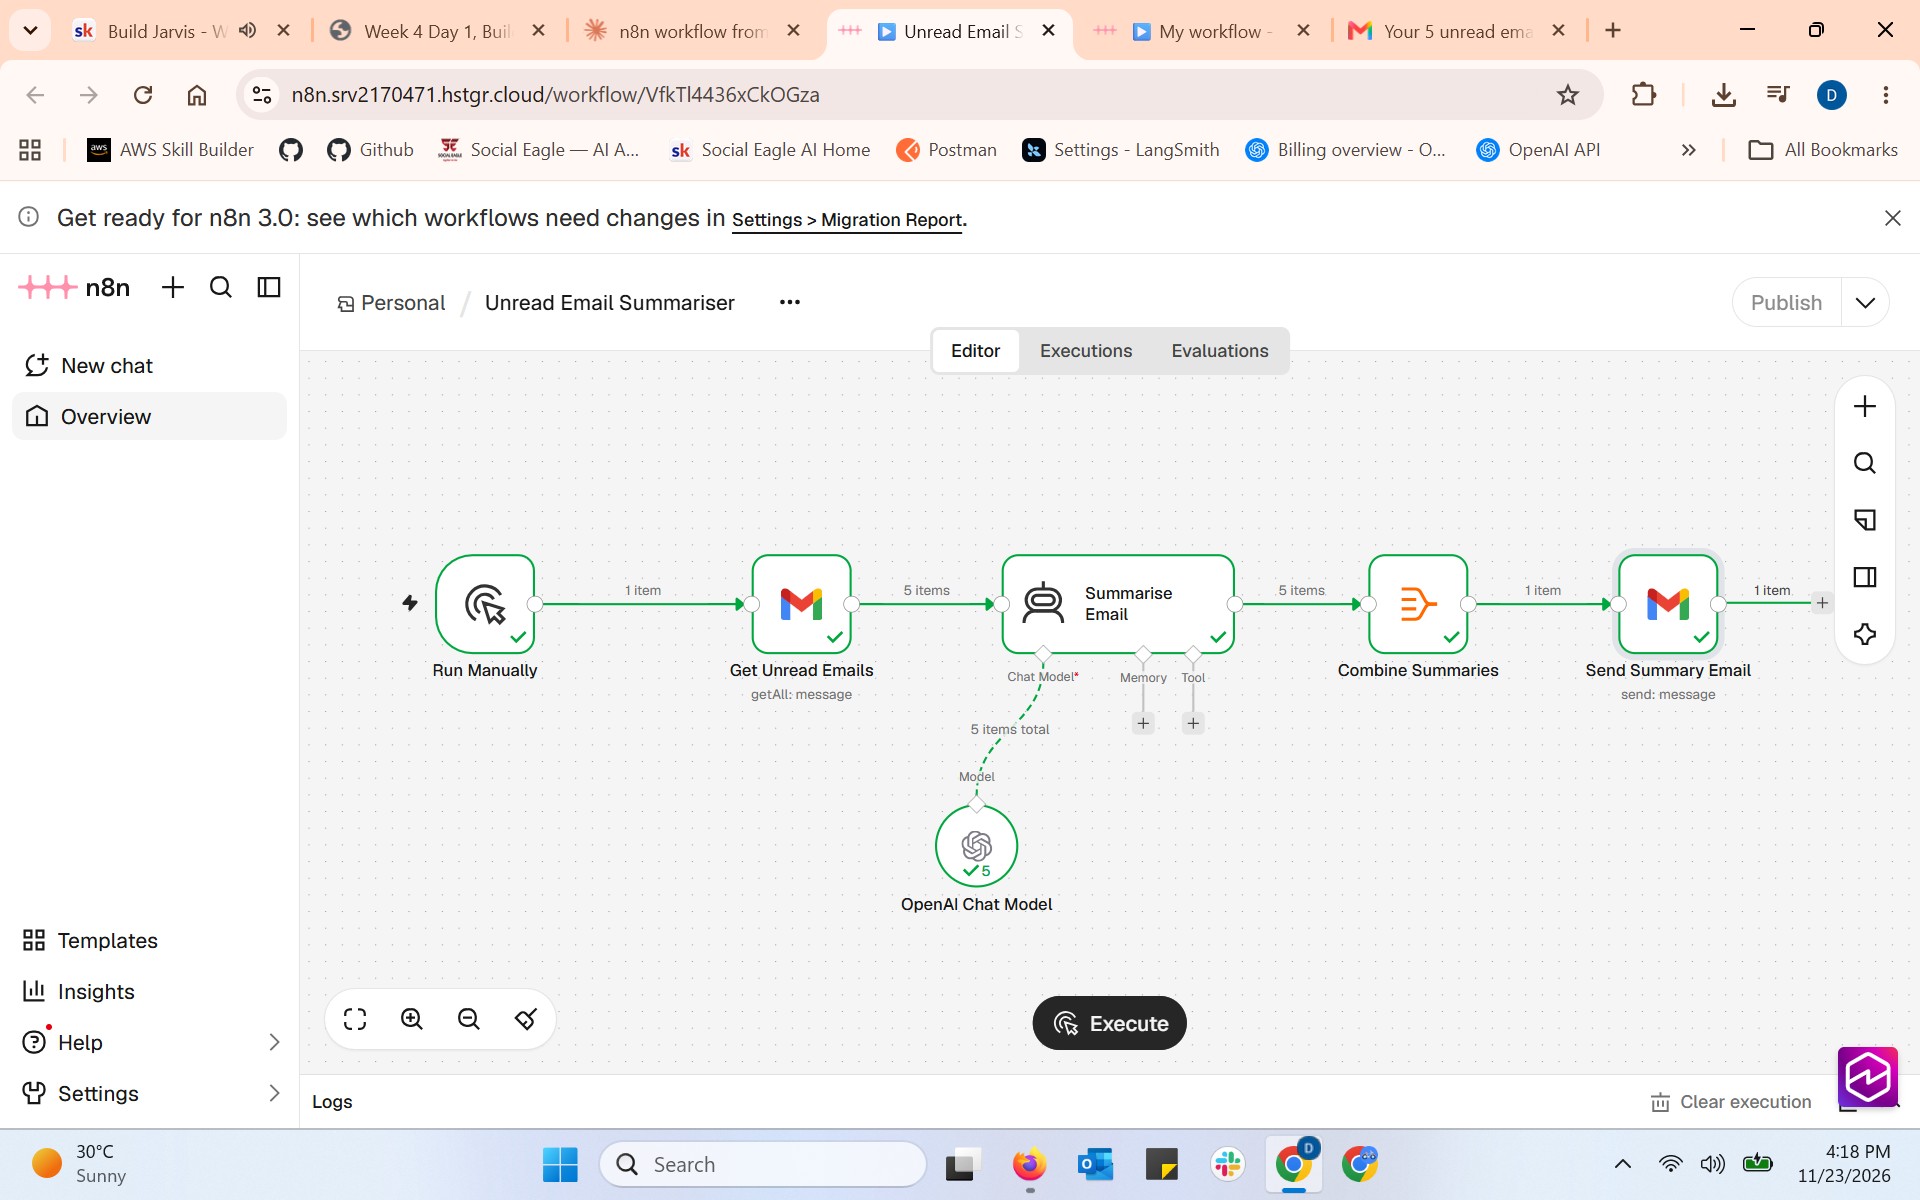 Build Jarvis - W
Week 4 Day 1, Buil
n8n workflow from
Unread Email S
My workflow -
Your 5 unread ema
n8n.srv2170471.hstgr.cloud/workflow/VfkTl4436xCkOGza
D
AWS Skill Builder
Github
Social Eagle — AI A...
sk Social Eagle AI Home
Postman
Settings - LangSmith
Billing overview - O...
OpenAI API
All Bookmarks
Get ready for n8n 3.0: see which workflows need changes in Settings > Migration Report.
n8n
Personal / Unread Email Summariser
Publish
Editor
Executions
Evaluations
New chat
Overview
1 item
5 items
Summarise
Email
5 items
1 item
1 item
Run Manually
Get Unread Emails
getAll: message
Chat Model*
Memory
Tool
Combine Summaries
Send Summary Email
send: message
5 items total
Model
5
OpenAI Chat Model
Templates
Insights
Help
Settings
Execute
Logs
Clear execution
30°C
Sunny
Search
D
4:18 PM
11/23/2026